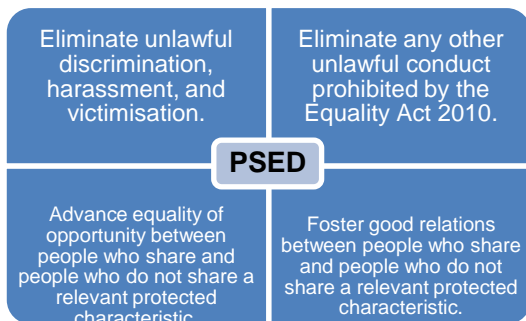 Eliminate unlawful
discrimination,
harassment, and
victimisation.
Eliminate any other
unlawful conduct
prohibited by the
Equality Act 2010.
PSED
Advance equality of
opportunity between
people who share and
people who do not share a
relevant protected
characteristic.
Foster good relations
between people who share
and people who do not
share a relevant protected
characteristic.